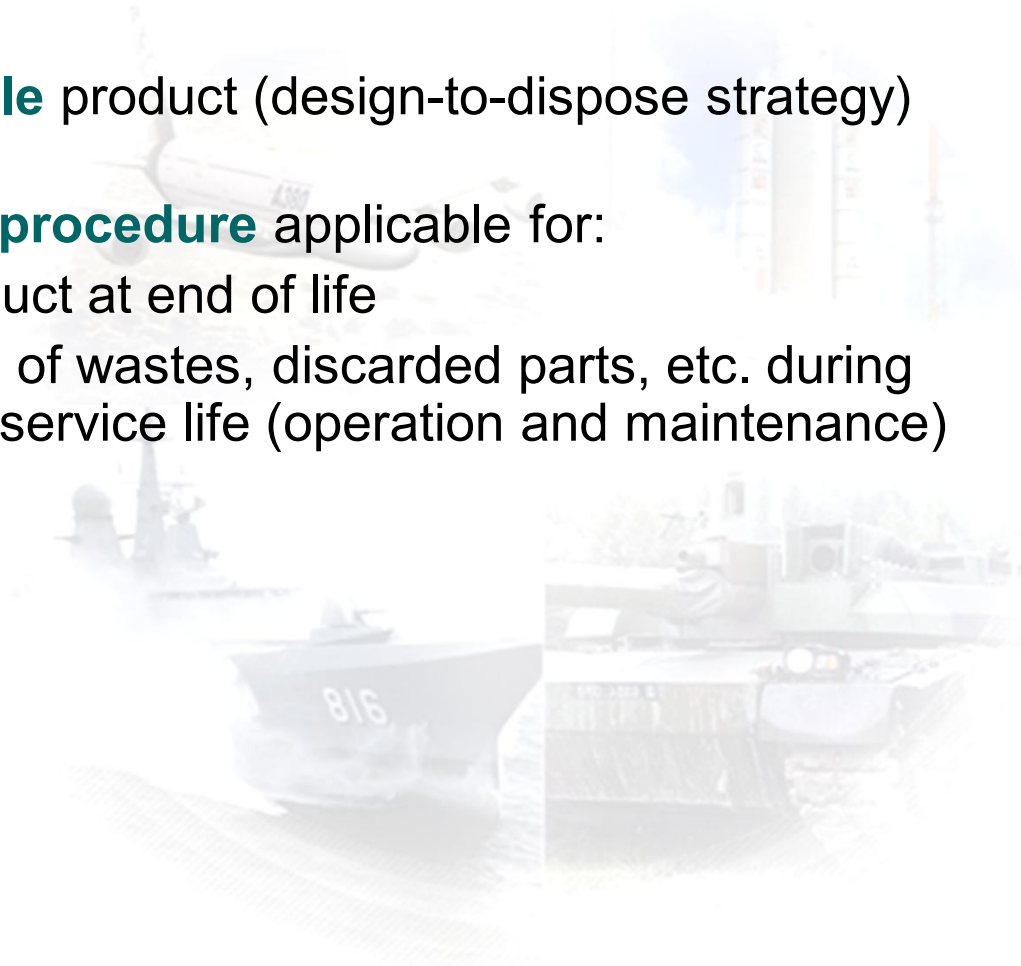 le product (design-to-dispose strategy)
procedure applicable for:
uct at end of life
of wastes, discarded parts, etc. during
service life (operation and maintenance)
A380
816